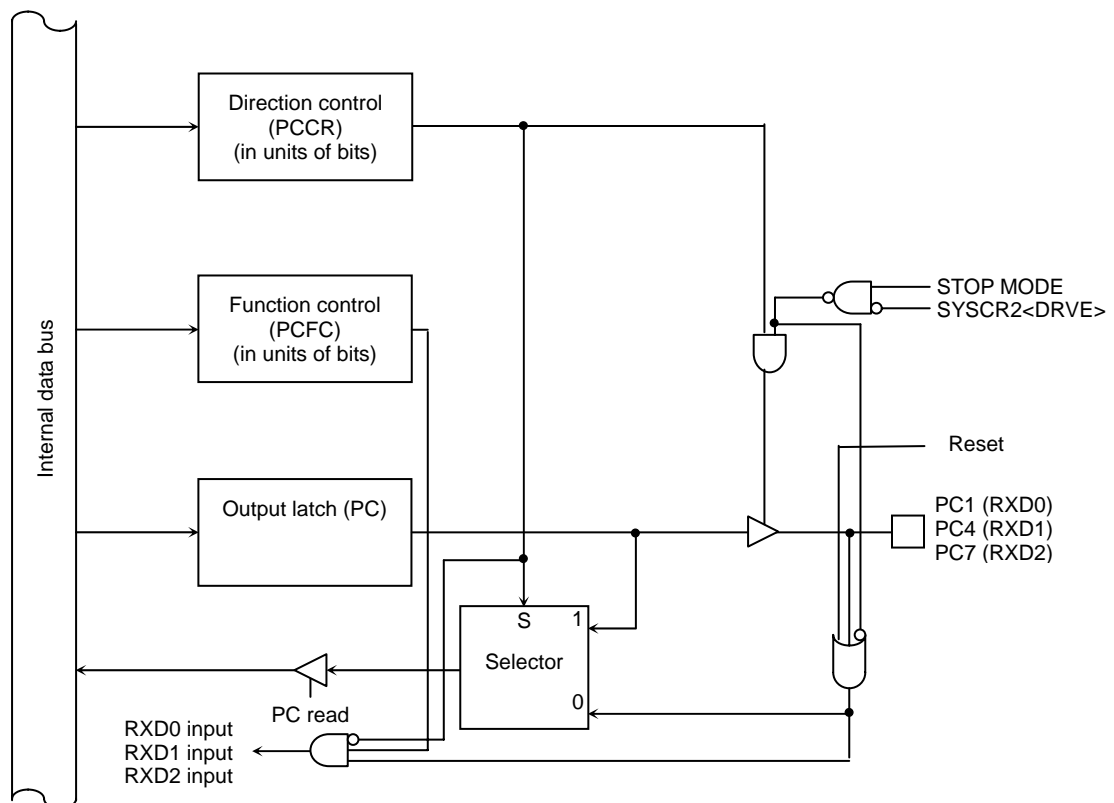 Internal data bus
Direction control
(PCCR)
(in units of bits)
Function control
(PCFC)
(in units of bits)
STOP MODE
SYSCR2<DRVE>
Reset
Output latch (PC)
PC1 (RXD0)
PC4 (RXD1)
PC7 (RXD2)
S
1
Selector
0
PC read
RXD0 input
RXD1 input
RXD2 input